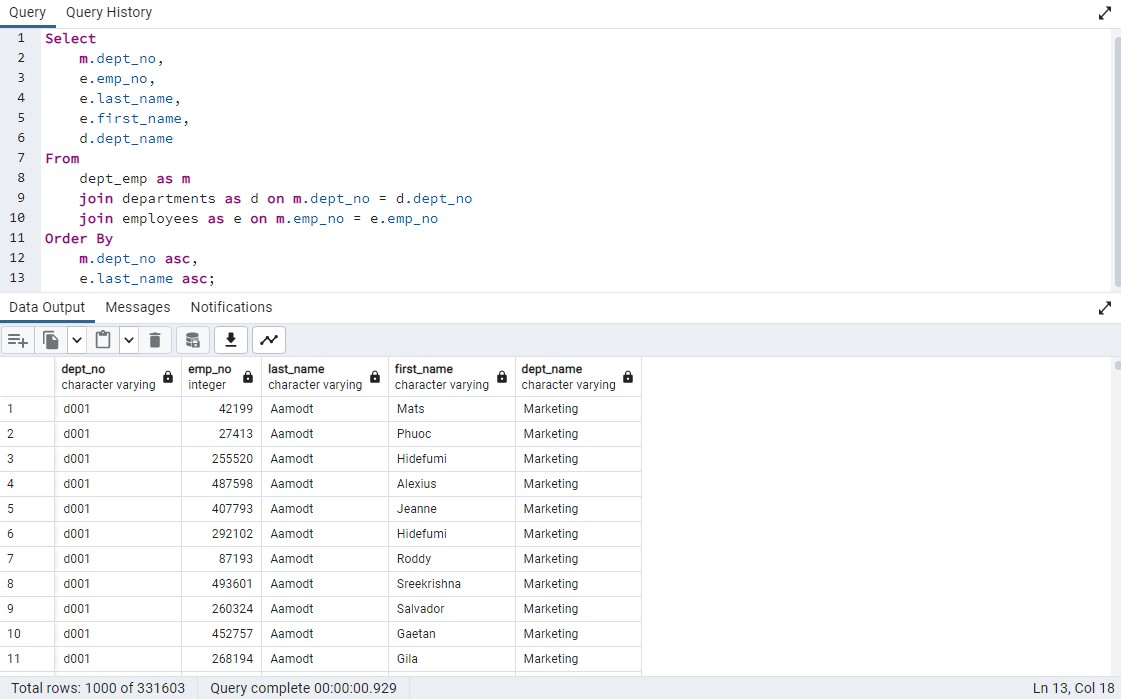 Query Query History
1 Select
2 m.dept_no,
3 e.emp_no,
4 e.last_name,
5 e.first_name,
6 d.dept_name
7 From
8 dept_emp as m
9 join departments as d on m.dept_no = d.dept_no
10 join employees as e on m.emp_no = e.emp_no
11 Order By
12 m.dept_no asc,
13 e.last_name asc;
Data Output Messages Notifications
dept_no emp_no last_name first_name dept_name
character varying integer character varying character varying character varying
1 d001 42199 Aamodt Mats Marketing
2 d001 27413 Aamodt Phuoc Marketing
3 d001 255520 Aamodt Hidefumi Marketing
4 d001 487598 Aamodt Alexius Marketing
5 d001 407793 Aamodt Jeanne Marketing
6 d001 292102 Aamodt Hidefumi Marketing
7 d001 87193 Aamodt Roddy Marketing
8 d001 493601 Aamodt Sreekrishna Marketing
9 d001 260324 Aamodt Salvador Marketing
10 d001 452757 Aamodt Gaetan Marketing
11 d001 268194 Aamodt Gila Marketing
Total rows: 1000 of 331603 Query complete 00:00:00.929 Ln 13, Col 18